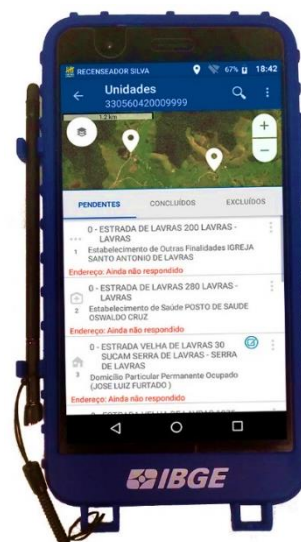 RECENSEADOR SILVA 67% 18:42
Unidades
330560420009999
1.2 km
+
−
PENDENTES CONCLUÍDOS EXCLUÍDOS
0 - ESTRADA DE LAVRAS 200 LAVRAS -
LAVRAS
1 Estabelecimento de Outras Finalidades IGREJA
SANTO ANTONIO DE LAVRAS
Endereço: Ainda não respondido
0 - ESTRADA DE LAVRAS 280 LAVRAS -
LAVRAS
2 Estabelecimento de Saúde POSTO DE SAUDE
OSWALDO CRUZ
Endereço: Ainda não respondido
0 - ESTRADA VELHA DE LAVRAS 30
SUCAM SERRA DE LAVRAS - SERRA
DE LAVRAS
3 Domicílio Particular Permanente Ocupado
(JOSE LUIZ FURTADO )
Endereço: Ainda não respondido
IBGE